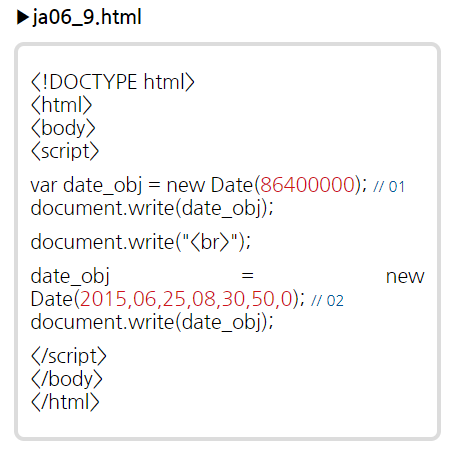 ▶ja06_9.html
<!DOCTYPE html>
<html>
<body>
<script>
var date_obj = new Date(86400000); // 01
document.write(date_obj);
document.write("<br>");
date_obj = new
Date(2015,06,25,08,30,50,0); // 02
document.write(date_obj);
</script>
</body>
</html>